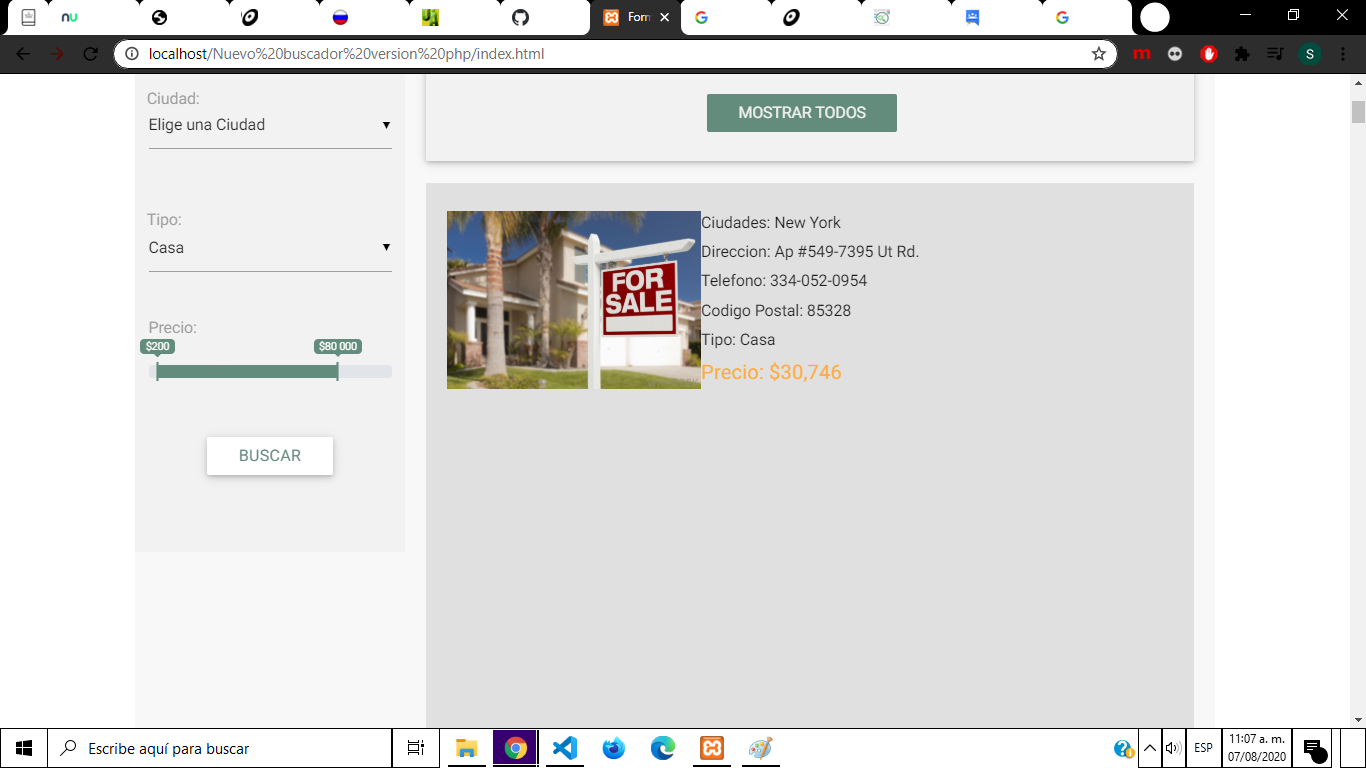 nu
Form
S
localhost/Nuevo%20buscador%20version%20php/index.html
m
S
Ciudad:
Elige una Ciudad
Tipo:
Casa
Precio:
$200
$80 000
BUSCAR
MOSTRAR TODOS
FOR
SALE
Ciudades: New York
Direccion: Ap #549-7395 Ut Rd.
Telefono: 334-052-0954
Codigo Postal: 85328
Tipo: Casa
Precio: $30,746
Escribe aquí para buscar
ESP
11:07 a. m.
07/08/2020